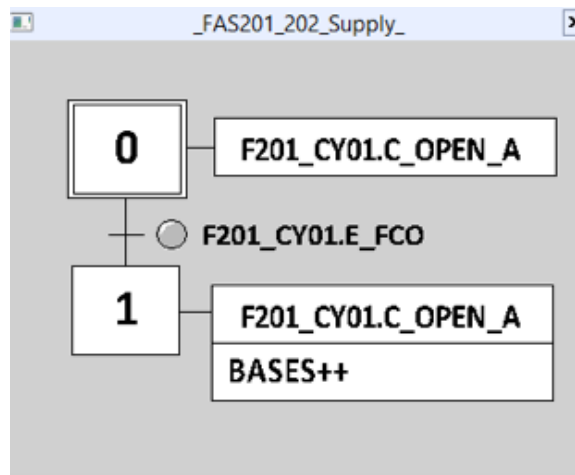 _FAS201_202_Supply_
0
F201_CY01.C_OPEN_A
F201_CY01.E_FCO
1
F201_CY01.C_OPEN_A
BASES++